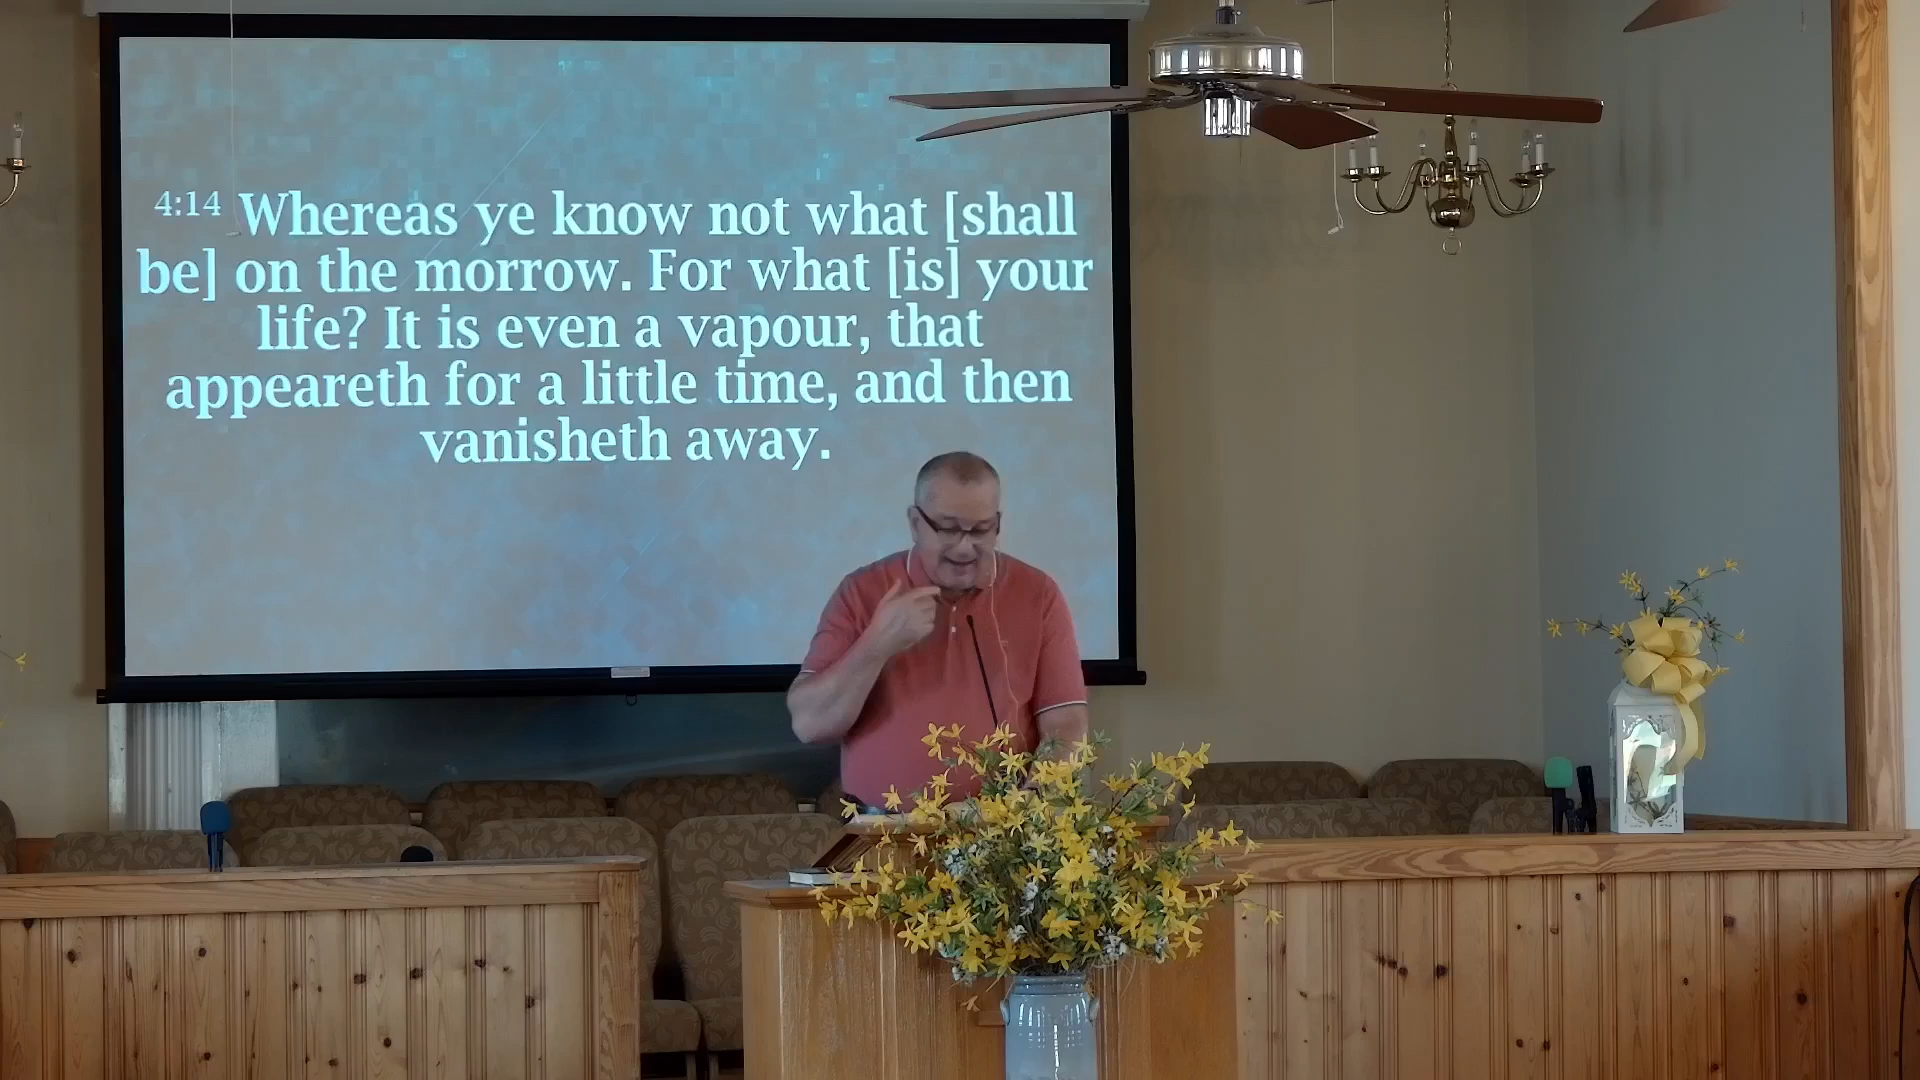 4:14 Whereas ye know not what [shall
be] on the morrow. For what [is] your
life? It is even a vapour, that
appeareth for a little time, and then
vanisheth away.